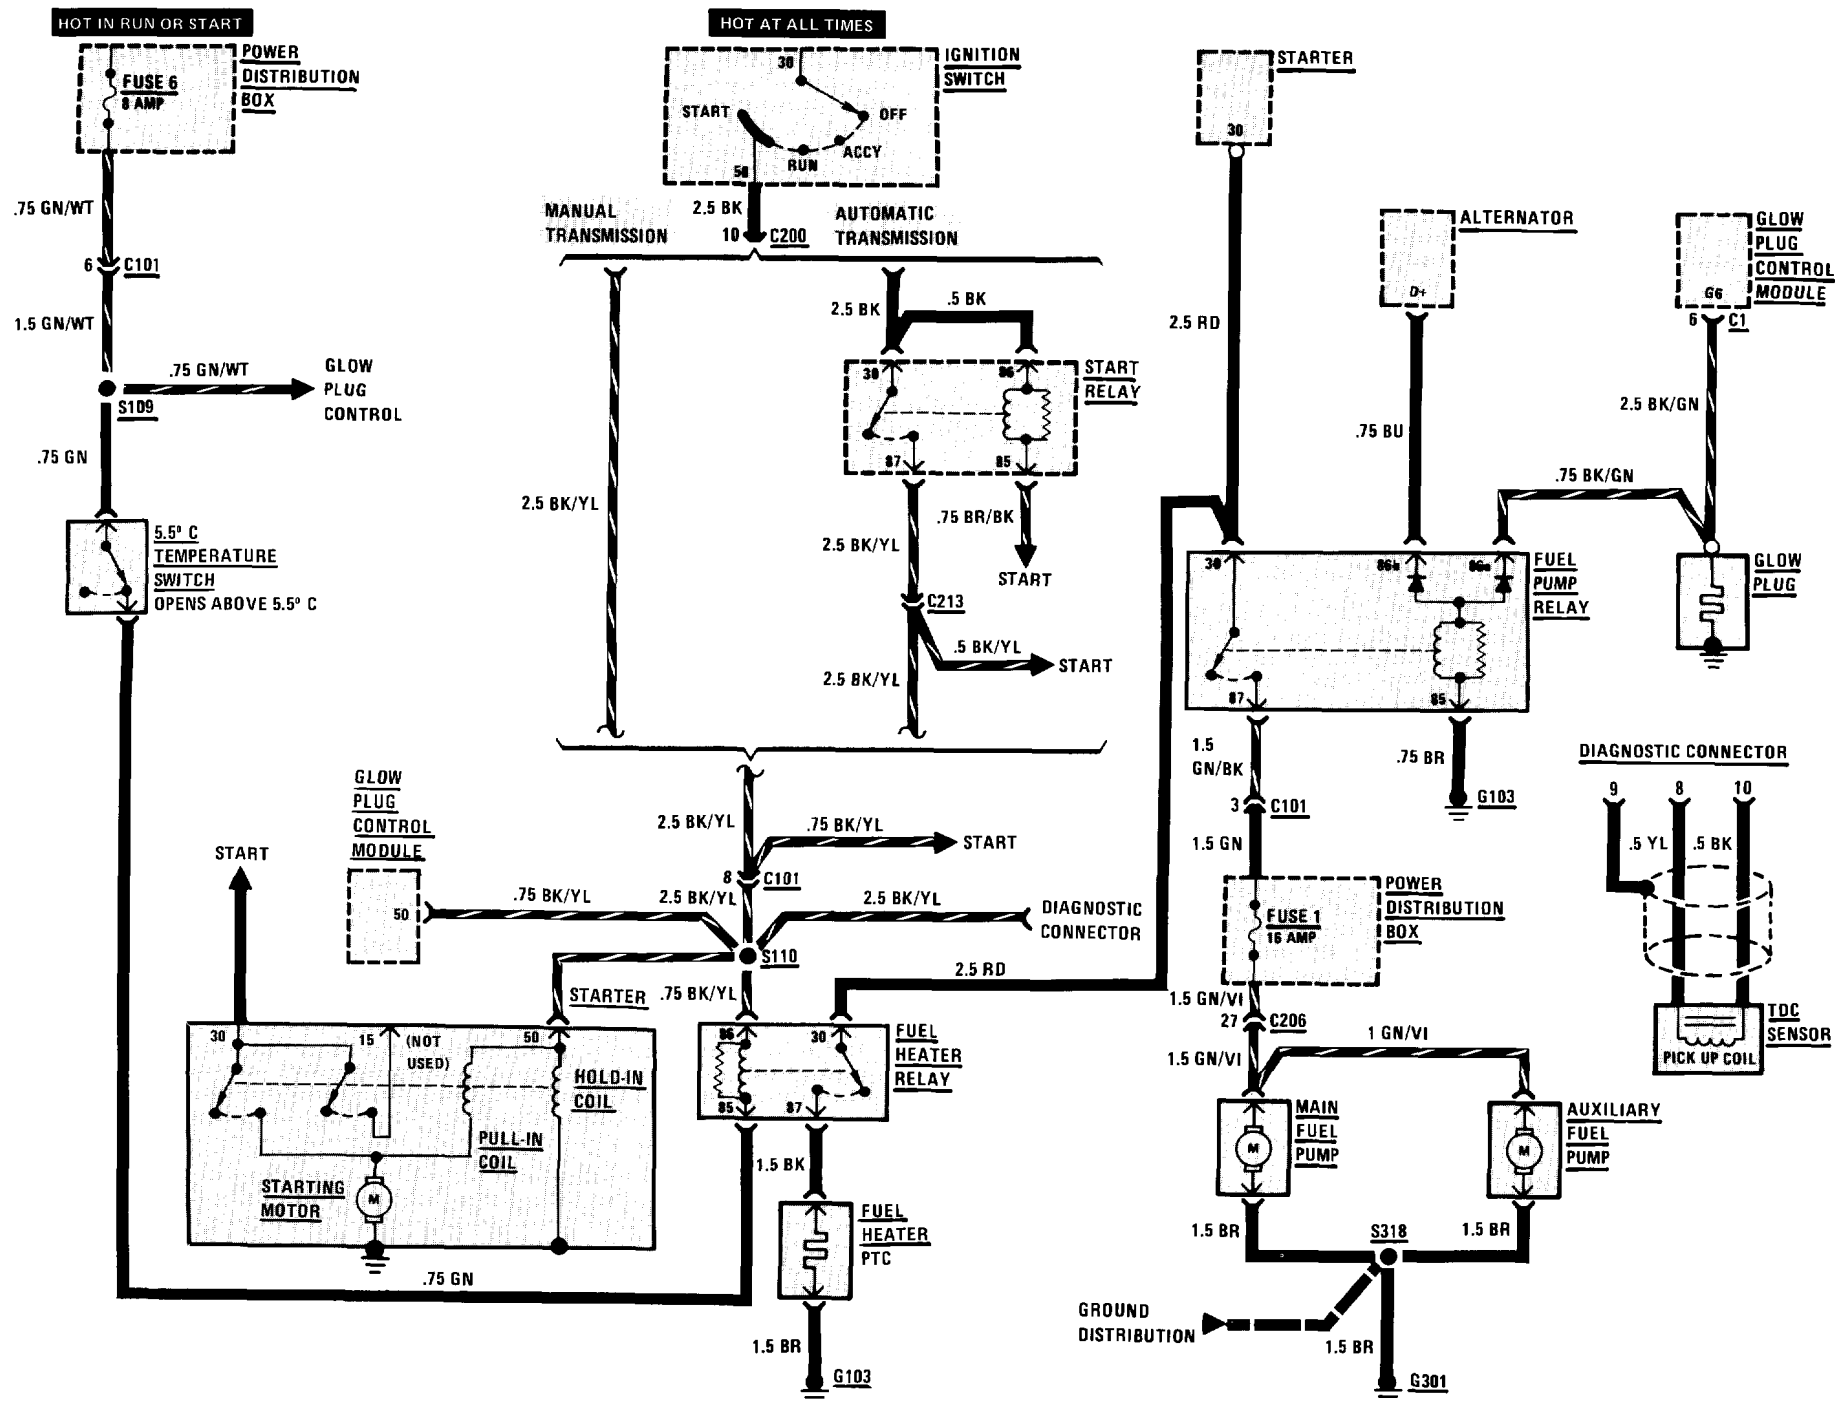 HOT IN RUN OR START
POWER
DISTRIBUTION
BOX
FUSE 6
8 AMP
.75 GN/WT
6
C101
1.5 GN/WT
.75 GN/WT
GLOW
PLUG
CONTROL
S109
.75 GN
5.5º C
TEMPERATURE
SWITCH
OPENS ABOVE 5.5º C
HOT AT ALL TIMES
IGNITION
SWITCH
30
START
OFF
ACCY
RUN
50
2.5 BK
10
C200
MANUAL
TRANSMISSION
AUTOMATIC
TRANSMISSION
2.5 BK
.5 BK
START
RELAY
30
86
87
85
2.5 BK/YL
.75 BR/BK
START
2.5 BK/YL
C213
.5 BK/YL
START
2.5 BK/YL
STARTER
30
2.5 RD
ALTERNATOR
D+
.75 BU
GLOW
PLUG
CONTROL
MODULE
G6
6
C1
2.5 BK/GN
.75 BK/GN
30
86b
86a
FUEL
PUMP
RELAY
87
85
GLOW
PLUG
1.5
GN/BK
.75 BR
G103
3
C101
1.5 GN
POWER
DISTRIBUTION
BOX
FUSE 1
16 AMP
1.5 GN/VI
27
C206
1.5 GN/VI
1 GN/VI
MAIN
FUEL
PUMP
M
AUXILIARY
FUEL
PUMP
M
1.5 BR
S318
1.5 BR
GROUND
DISTRIBUTION
1.5 BR
G301
DIAGNOSTIC CONNECTOR
9
8
10
.5 YL
.5 BK
TDC
SENSOR
PICK UP COIL
GLOW
PLUG
CONTROL
MODULE
50
START
.75 BK/YL
2.5 BK/YL
.75 BK/YL
START
8
C101
2.5 BK/YL
2.5 BK/YL
DIAGNOSTIC
CONNECTOR
S110
2.5 RD
STARTER
.75 BK/YL
30
15
(NOT
USED)
50
HOLD-IN
COIL
PULL-IN
COIL
STARTING
MOTOR
M
86
30
FUEL
HEATER
RELAY
85
87
1.5 BK
FUEL
HEATER
PTC
.75 GN
1.5 BR
G103